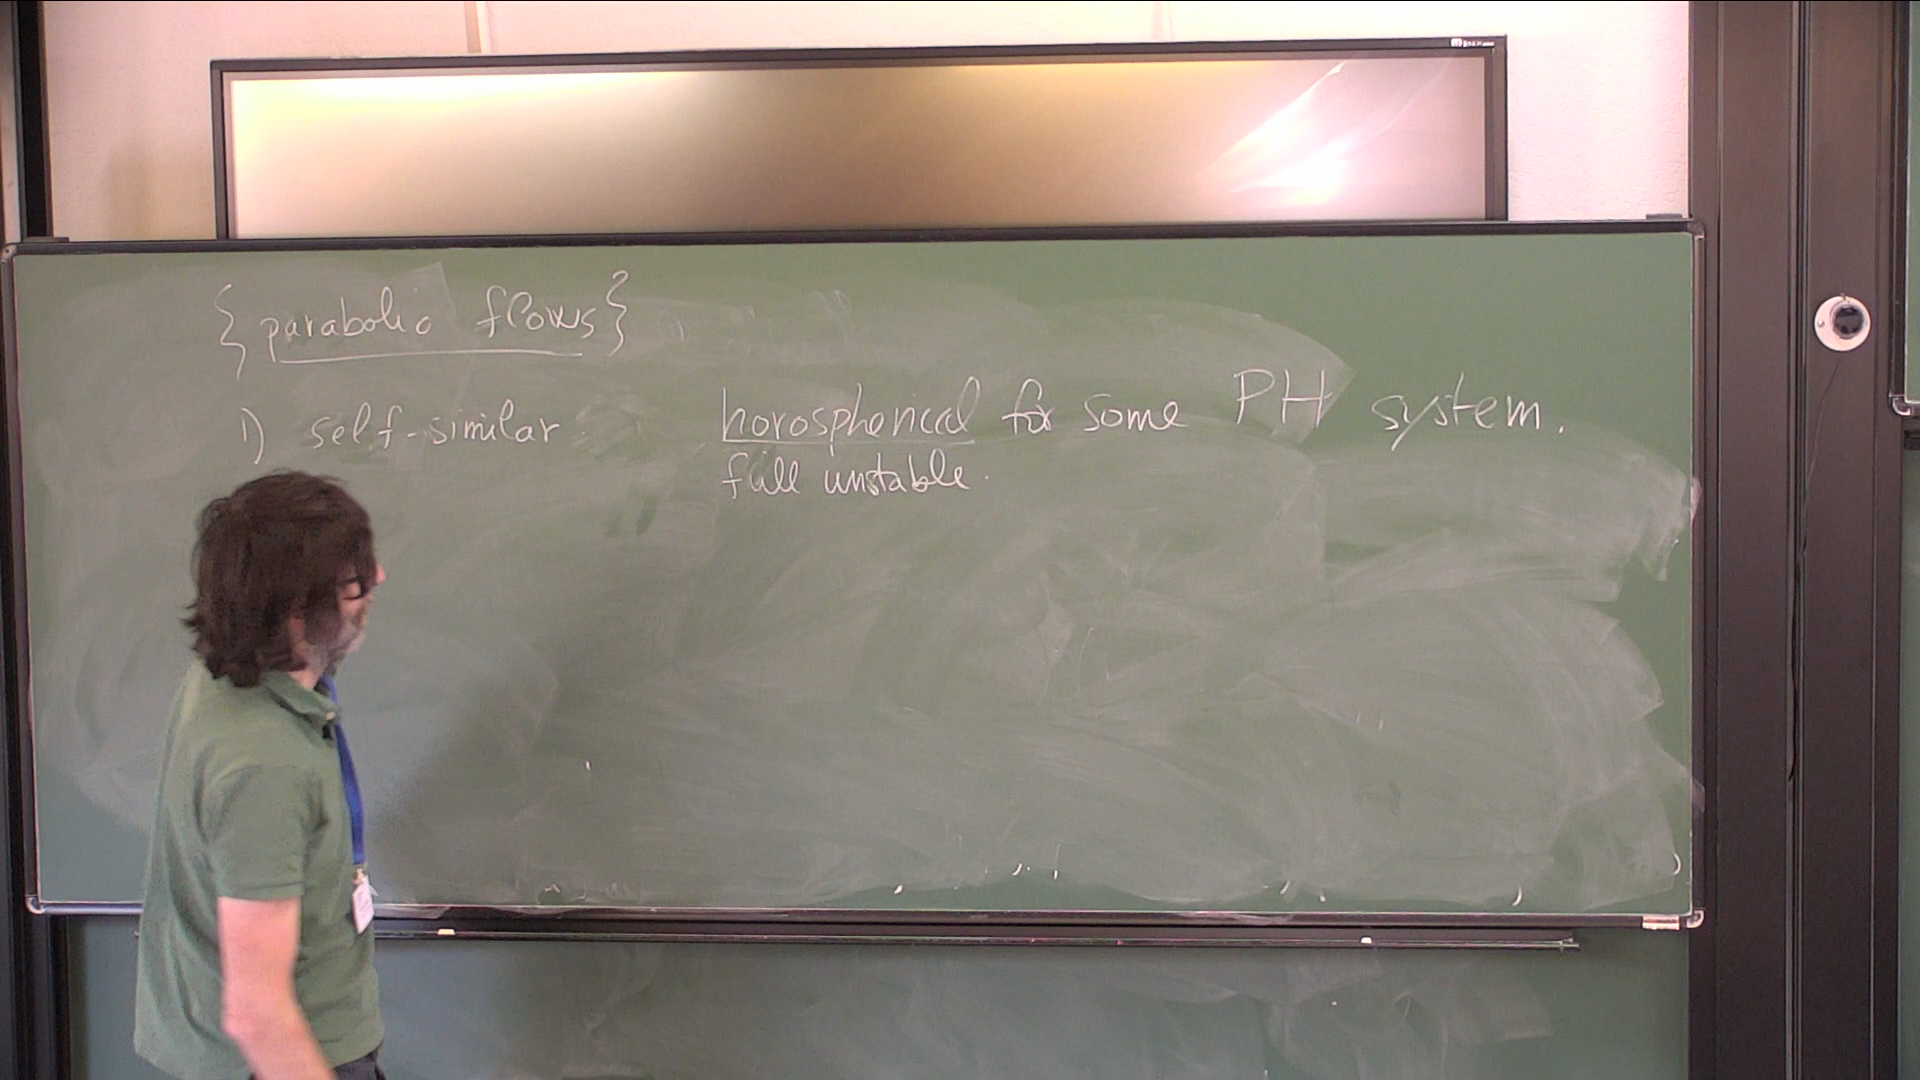 {parabolic flows}
1) self-similar horospherical for some PH system.
full unstable.